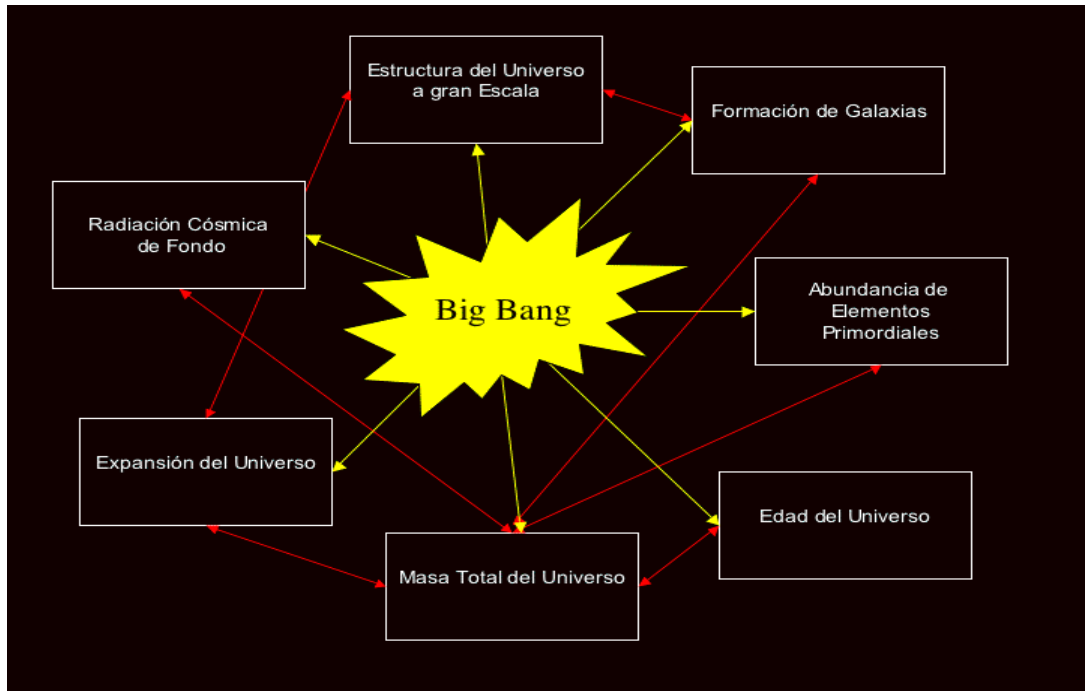 Estructura del Universo
a gran Escala
Formación de Galaxias
Radiación Cósmica
de Fondo
Abundancia de
Elementos
Primordiales
Big Bang
Expansión del Universo
Edad del Universo
Masa Total del Universo